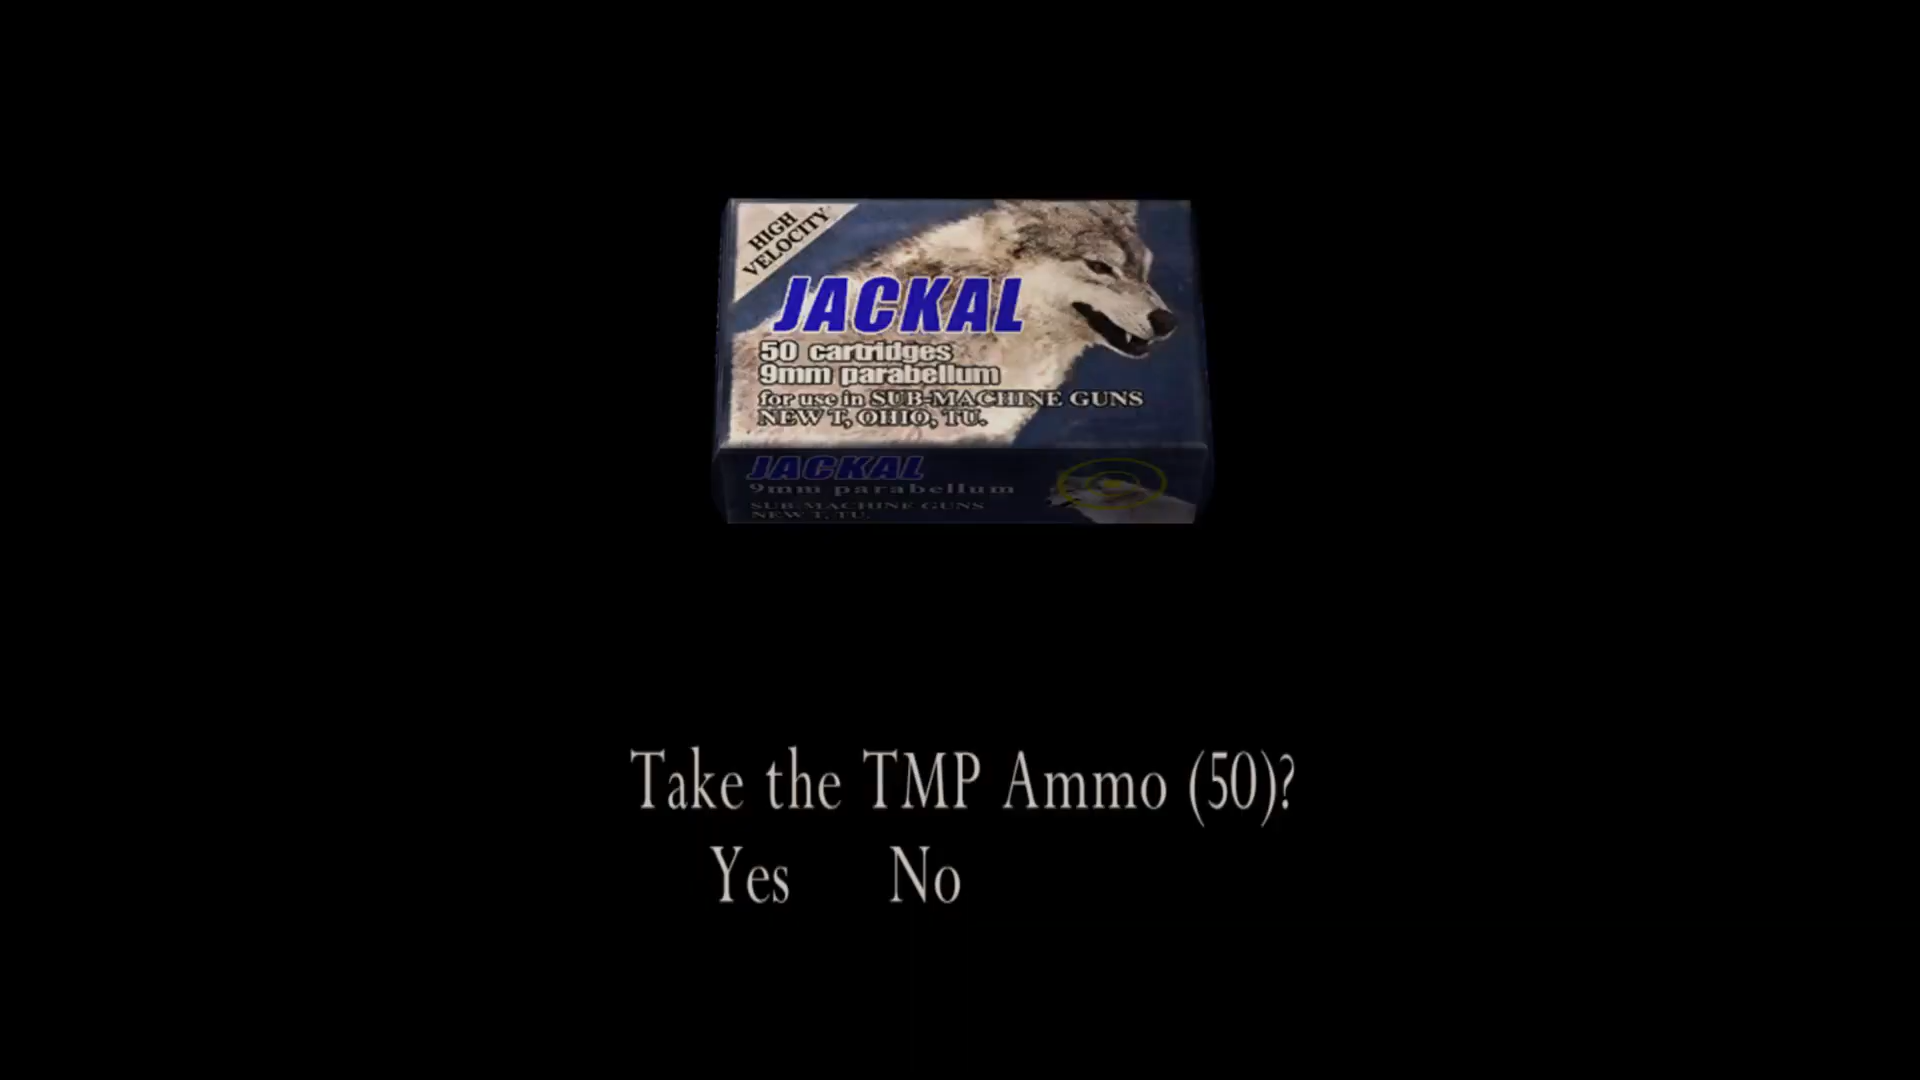 HIGH
VELOCITY
JACKAL
50 cartridges
9mm parabellum
for use in SUB-MACHINE GUNS
NEW T, OHIO, TU.
JACKAL
9mm parabellum
SUB-MACHINE GUNS
NEW T, TU.
Take the TMP Ammo (50)?
Yes No